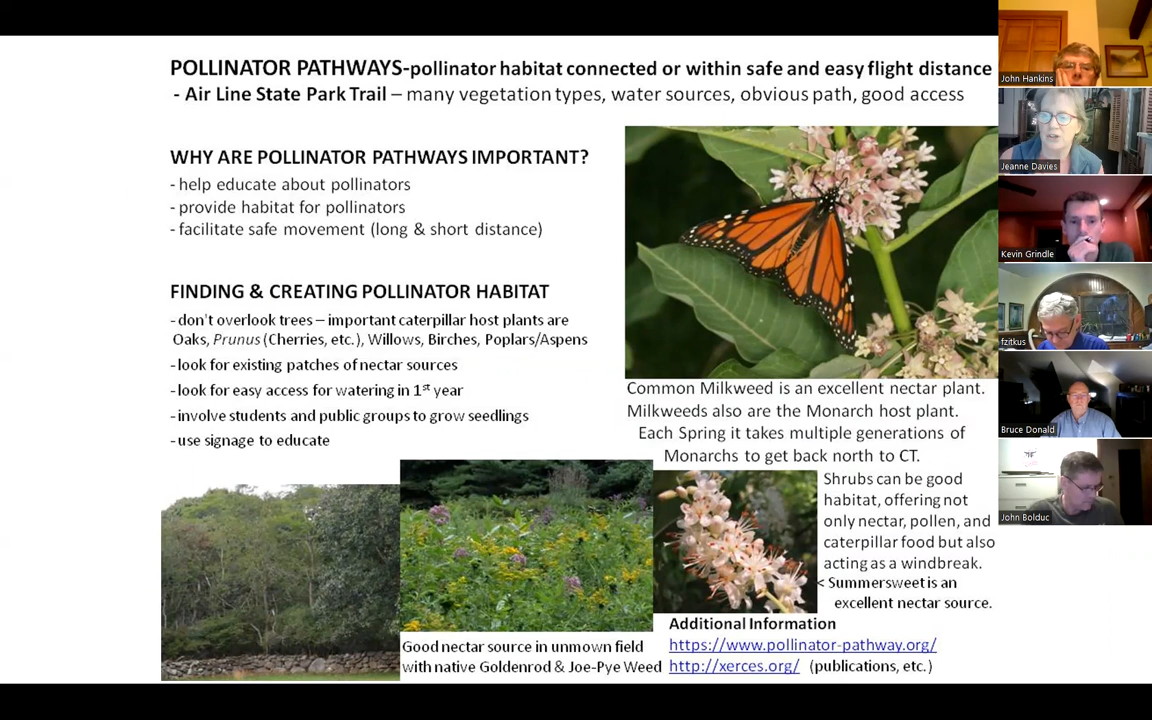 POLLINATOR PATHWAYS-pollinator habitat connected or within safe and easy flight distance
- Air Line State Park Trail – many vegetation types, water sources, obvious path, good access
WHY ARE POLLINATOR PATHWAYS IMPORTANT?
- help educate about pollinators
- provide habitat for pollinators
- facilitate safe movement (long & short distance)
FINDING & CREATING POLLINATOR HABITAT
- don't overlook trees – important caterpillar host plants are
Oaks, Prunus (Cherries, etc.), Willows, Birches, Poplars/Aspens
- look for existing patches of nectar sources
- look for easy access for watering in 1st year
- involve students and public groups to grow seedlings
- use signage to educate
Common Milkweed is an excellent nectar plant.
Milkweeds also are the Monarch host plant.
Each Spring it takes multiple generations of
Monarchs to get back north to CT.
Shrubs can be good
habitat, offering not
only nectar, pollen, and
caterpillar food but also
acting as a windbreak.
< Summersweet is an
excellent nectar source.
Good nectar source in unmown field
with native Goldenrod & Joe-Pye Weed
Additional Information
https://www.pollinator-pathway.org/
http://xerces.org/ (publications, etc.)
John Hankins
Jeanne Davies
Kevin Grindle
fzitkus
Bruce Donald
John Bolduc